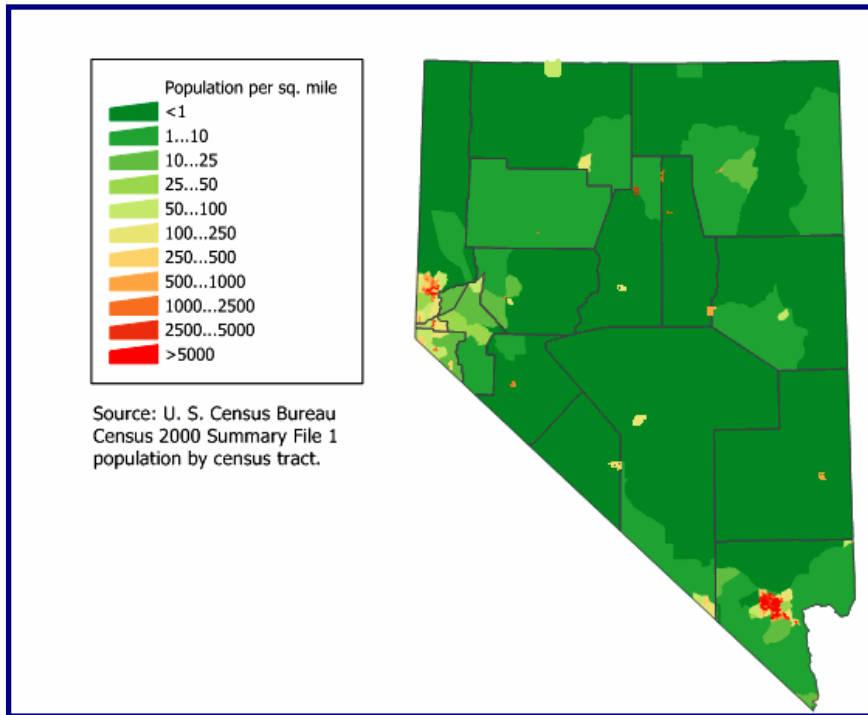 Population per sq. mile
<1
1...10
10...25
25...50
50...100
100...250
250...500
500...1000
1000...2500
2500...5000
>5000
Source: U. S. Census Bureau
Census 2000 Summary File 1
population by census tract.